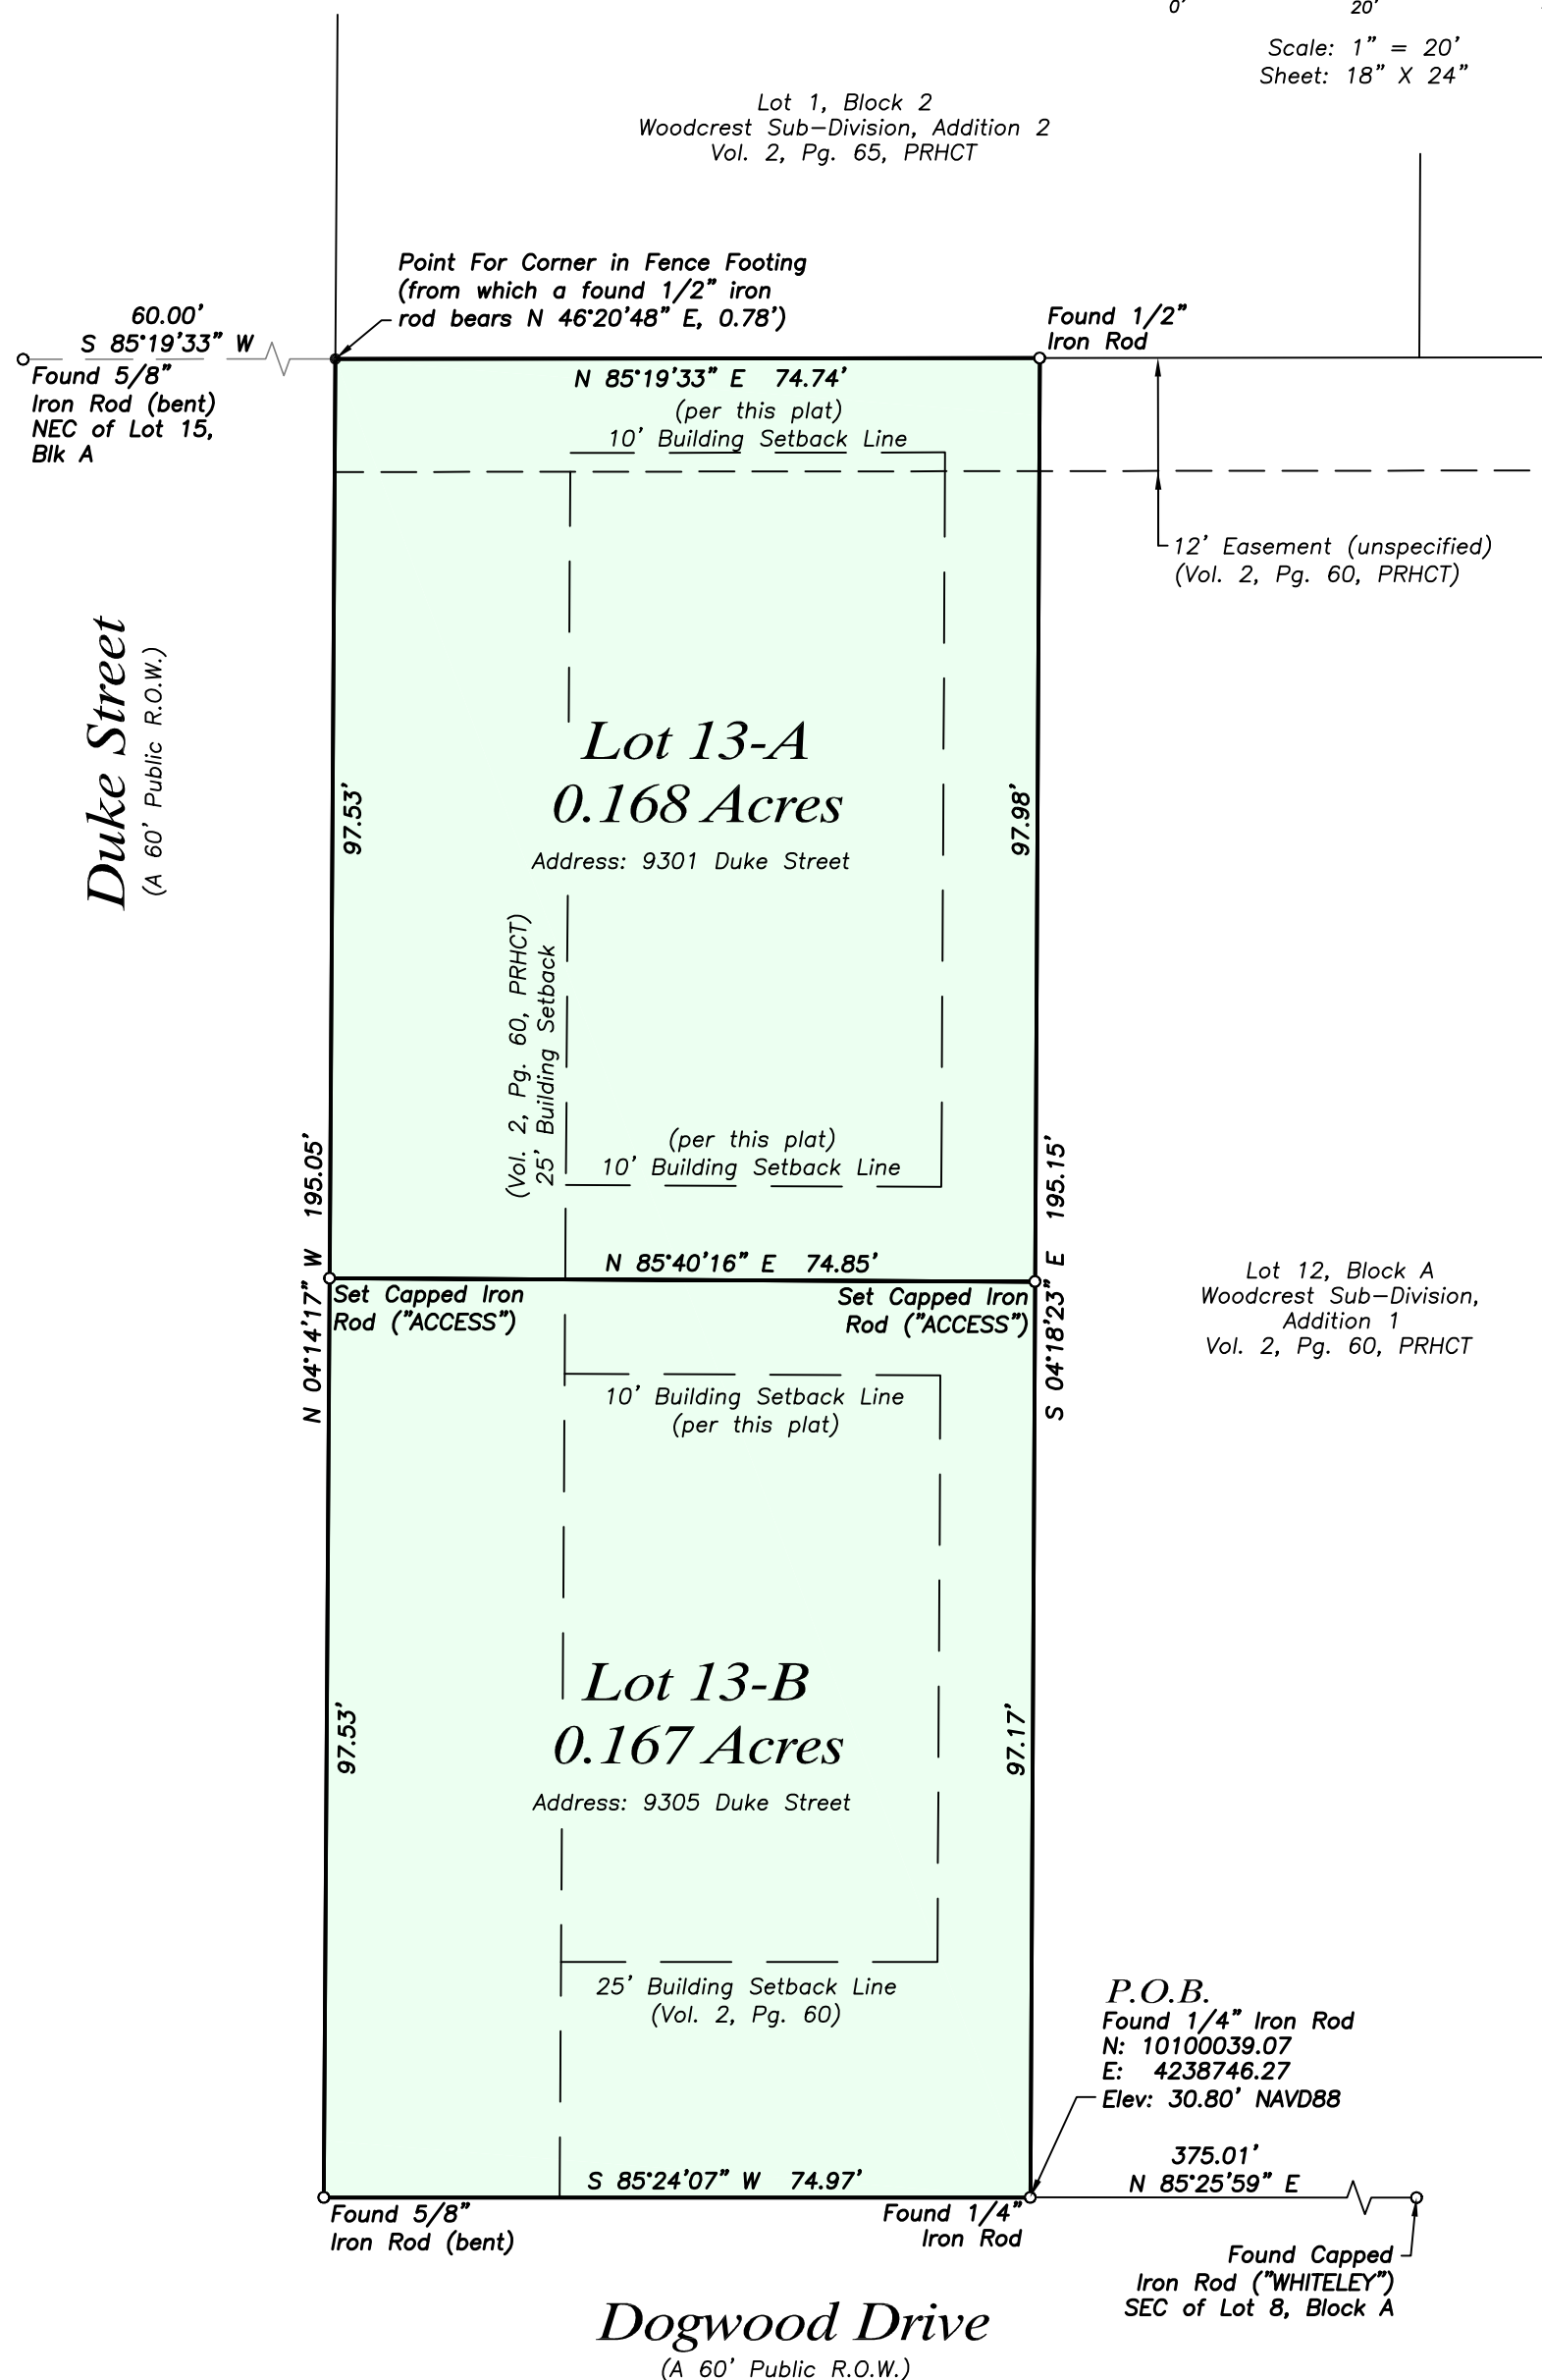 0' 20'
Scale: 1" = 20'
Sheet: 18" X 24"
Lot 1, Block 2
Woodcrest Sub-Division, Addition 2
Vol. 2, Pg. 65, PRHCT
Point For Corner in Fence Footing
(from which a found 1/2" iron
rod bears N 46°20'48" E, 0.78')
60.00'
S 85°19'33" W
Found 5/8"
Iron Rod (bent)
NEC of Lot 15,
Blk A
Found 1/2"
Iron Rod
N 85°19'33" E 74.74'
(per this plat)
10' Building Setback Line
12' Easement (unspecified)
(Vol. 2, Pg. 60, PRHCT)
Duke Street
(A 60' Public R.O.W.)
Lot 13-A
0.168 Acres
Address: 9301 Duke Street
97.53'
97.98'
(Vol. 2, Pg. 60, PRHCT)
25' Building Setback
(per this plat)
10' Building Setback Line
N 04°14'17" W 195.05'
S 04°18'23" E 195.15'
N 85°40'16" E 74.85'
Set Capped Iron
Rod ("ACCESS")
Set Capped Iron
Rod ("ACCESS")
Lot 12, Block A
Woodcrest Sub-Division,
Addition 1
Vol. 2, Pg. 60, PRHCT
10' Building Setback Line
(per this plat)
Lot 13-B
0.167 Acres
Address: 9305 Duke Street
97.53'
97.17'
25' Building Setback Line
(Vol. 2, Pg. 60)
P.O.B.
Found 1/4" Iron Rod
N: 10100039.07
E: 4238746.27
Elev: 30.80' NAVD88
375.01'
N 85°25'59" E
S 85°24'07" W 74.97'
Found 5/8"
Iron Rod (bent)
Found 1/4"
Iron Rod
Found Capped
Iron Rod ("WHITELEY")
SEC of Lot 8, Block A
Dogwood Drive
(A 60' Public R.O.W.)